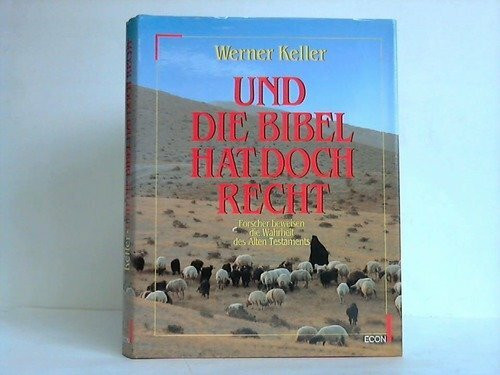 Werner Keller
UND
DIE BIBEL
HAT DOCH
RECHT
Forscher beweisen
die Wahrheit
des Alten Testaments
ECON